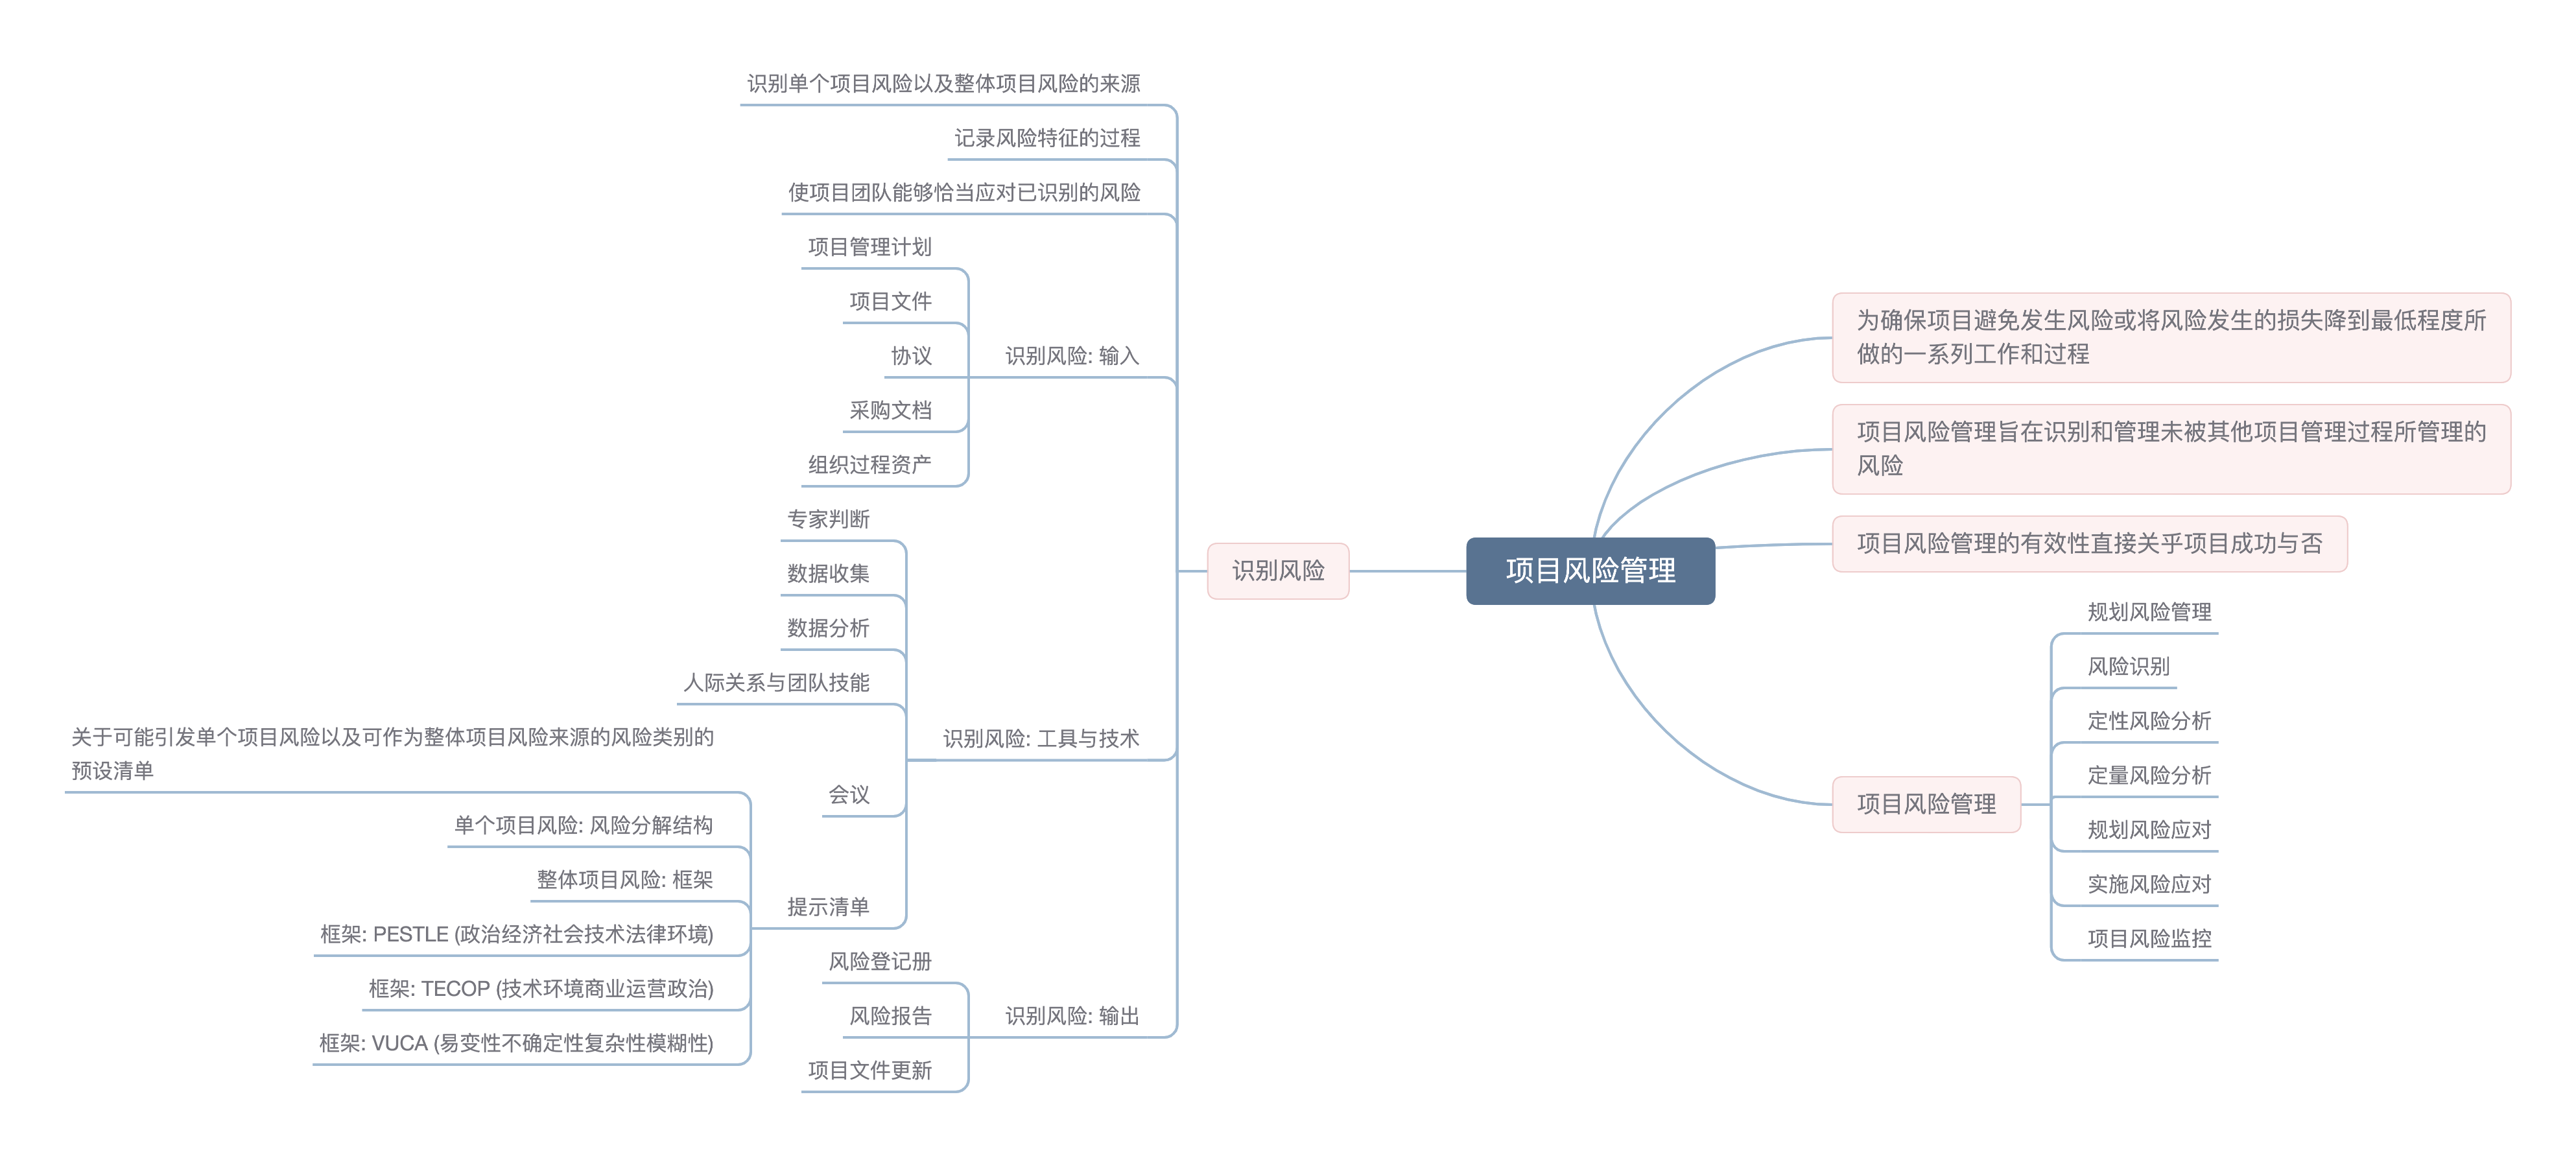 项目风险管理
为确保项目避免发生风险或将风险发生的损失降到最低程度所
做的一系列工作和过程
项目风险管理旨在识别和管理未被其他项目管理过程所管理的
风险
项目风险管理的有效性直接关乎项目成功与否
项目风险管理
规划风险管理
风险识别
定性风险分析
定量风险分析
规划风险应对
实施风险应对
项目风险监控
识别风险
识别单个项目风险以及整体项目风险的来源
记录风险特征的过程
使项目团队能够恰当应对已识别的风险
识别风险: 输入
项目管理计划
项目文件
协议
采购文档
组织过程资产
识别风险: 工具与技术
专家判断
数据收集
数据分析
人际关系与团队技能
会议
提示清单
关于可能引发单个项目风险以及可作为整体项目风险来源的风险类别的
预设清单
单个项目风险: 风险分解结构
整体项目风险: 框架
框架: PESTLE (政治经济社会技术法律环境)
框架: TECOP (技术环境商业运营政治)
框架: VUCA (易变性不确定性复杂性模糊性)
识别风险: 输出
风险登记册
风险报告
项目文件更新